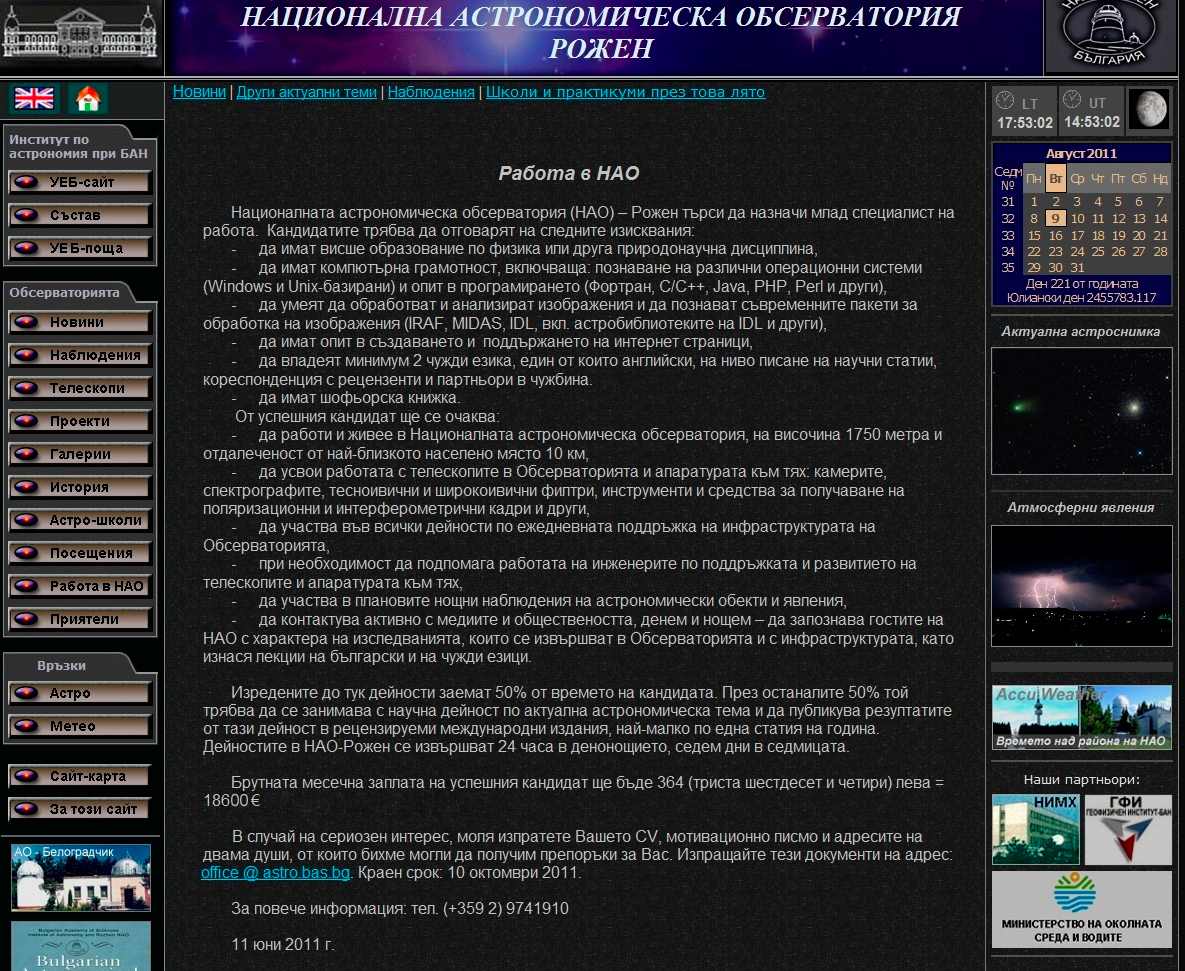 НАЦИОНАЛНА АСТРОНОМИЧЕСКА ОБСЕРВАТОРИЯ
РОЖЕН
БЪЛГАРИЯ
Новини | Други актуални теми | Наблюдения | Школи и практикуми през това лято
Институт по
астрономия при БАН
УЕБ-сайт
Състав
УЕБ-поща
Обсерваторията
Новини
Наблюдения
Телескопи
Проекти
Галерии
История
Астро-школи
Посещения
Работа в НАО
Приятели
Връзки
Астро
Метео
Сайт-карта
За този сайт
АО - Белоградчик
Bulgarian Academy of Sciences
Institute of Astronomy and Rozhen NAO
Bulgarian
Работа в НАО
Националната астрономическа обсерватория (НАО) – Рожен търси да назначи млад специалист на
работа. Кандидатите трябва да отговарят на следните изисквания:
- да имат висше образование по физика или друга природонаучна дисциплина,
- да имат компютърна грамотност, включваща: познаване на различни операционни системи
(Windows и Unix-базирани) и опит в програмирането (Фортран, C/C++, Java, PHP, Perl и други),
- да умеят да обработват и анализират изображения и да познават съвременните пакети за
обработка на изображения (IRAF, MIDAS, IDL, вкл. астробиблиотеките на IDL и други),
- да имат опит в създаването и поддържането на интернет страници,
- да владеят минимум 2 чужди езика, един от които английски, на ниво писане на научни статии,
кореспонденция с рецензенти и партньори в чужбина.
- да имат шофьорска книжка.
От успешния кандидат ще се очаква:
- да работи и живее в Националната астрономическа обсерватория, на височина 1750 метра и
отдалеченост от най-близкото населено място 10 км,
- да усвои работата с телескопите в Обсерваторията и апаратурата към тях: камерите,
спектрографите, тесноивични и широкоивични филтри, инструменти и средства за получаване на
поляризационни и интерферометрични кадри и други,
- да участва във всички дейности по ежедневната поддръжка на инфраструктурата на
Обсерваторията,
- при необходимост да подпомага работата на инженерите по поддръжката и развитието на
телескопите и апаратурата към тях,
- да участва в плановите нощни наблюдения на астрономически обекти и явления,
- да контактува активно с медиите и обществеността, денем и нощем – да запознава гостите на
НАО с характера на изследванията, които се извършват в Обсерваторията и с инфраструктурата, като
изнася лекции на български и на чужди езици.
Изредените до тук дейности заемат 50% от времето на кандидата. През останалите 50% той
трябва да се занимава с научна дейност по актуална астрономическа тема и да публикува резултатите
от тази дейност в рецензируеми международни издания, най-малко по една статия на година.
Дейностите в НАО-Рожен се извършват 24 часа в денонощието, седем дни в седмицата.
Брутната месечна заплата на успешния кандидат ще бъде 364 (триста шестдесет и четири) лева =
18600 €
В случай на сериозен интерес, моля изпратете Вашето CV, мотивационно писмо и адресите на
двама души, от които бихме могли да получим препоръки за Вас. Изпращайте тези документи на адрес:
office @ astro.bas.bg. Краен срок: 10 октомври 2011.
За повече информация: тел. (+359 2) 9741910
11 юни 2011 г.
LT UT
17:53:02 14:53:02
Август 2011
Седм
№ Пн Вт Ср Чт Пт Сб Нд
31 1 2 3 4 5 6 7
32 8 9 10 11 12 13 14
33 15 16 17 18 19 20 21
34 22 23 24 25 26 27 28
35 29 30 31
Ден 221 от годината
Юлиански ден 2455783.117
Актуална астроснимка
Атмосферни явления
AccuWeather
Времето над района на НАО
Наши партньори:
НИМХ
ГФИ
ГЕОФИЗИЧЕН ИНСТИТУТ-БАН
МИНИСТЕРСТВО НА ОКОЛНАТА
СРЕДА И ВОДИТЕ